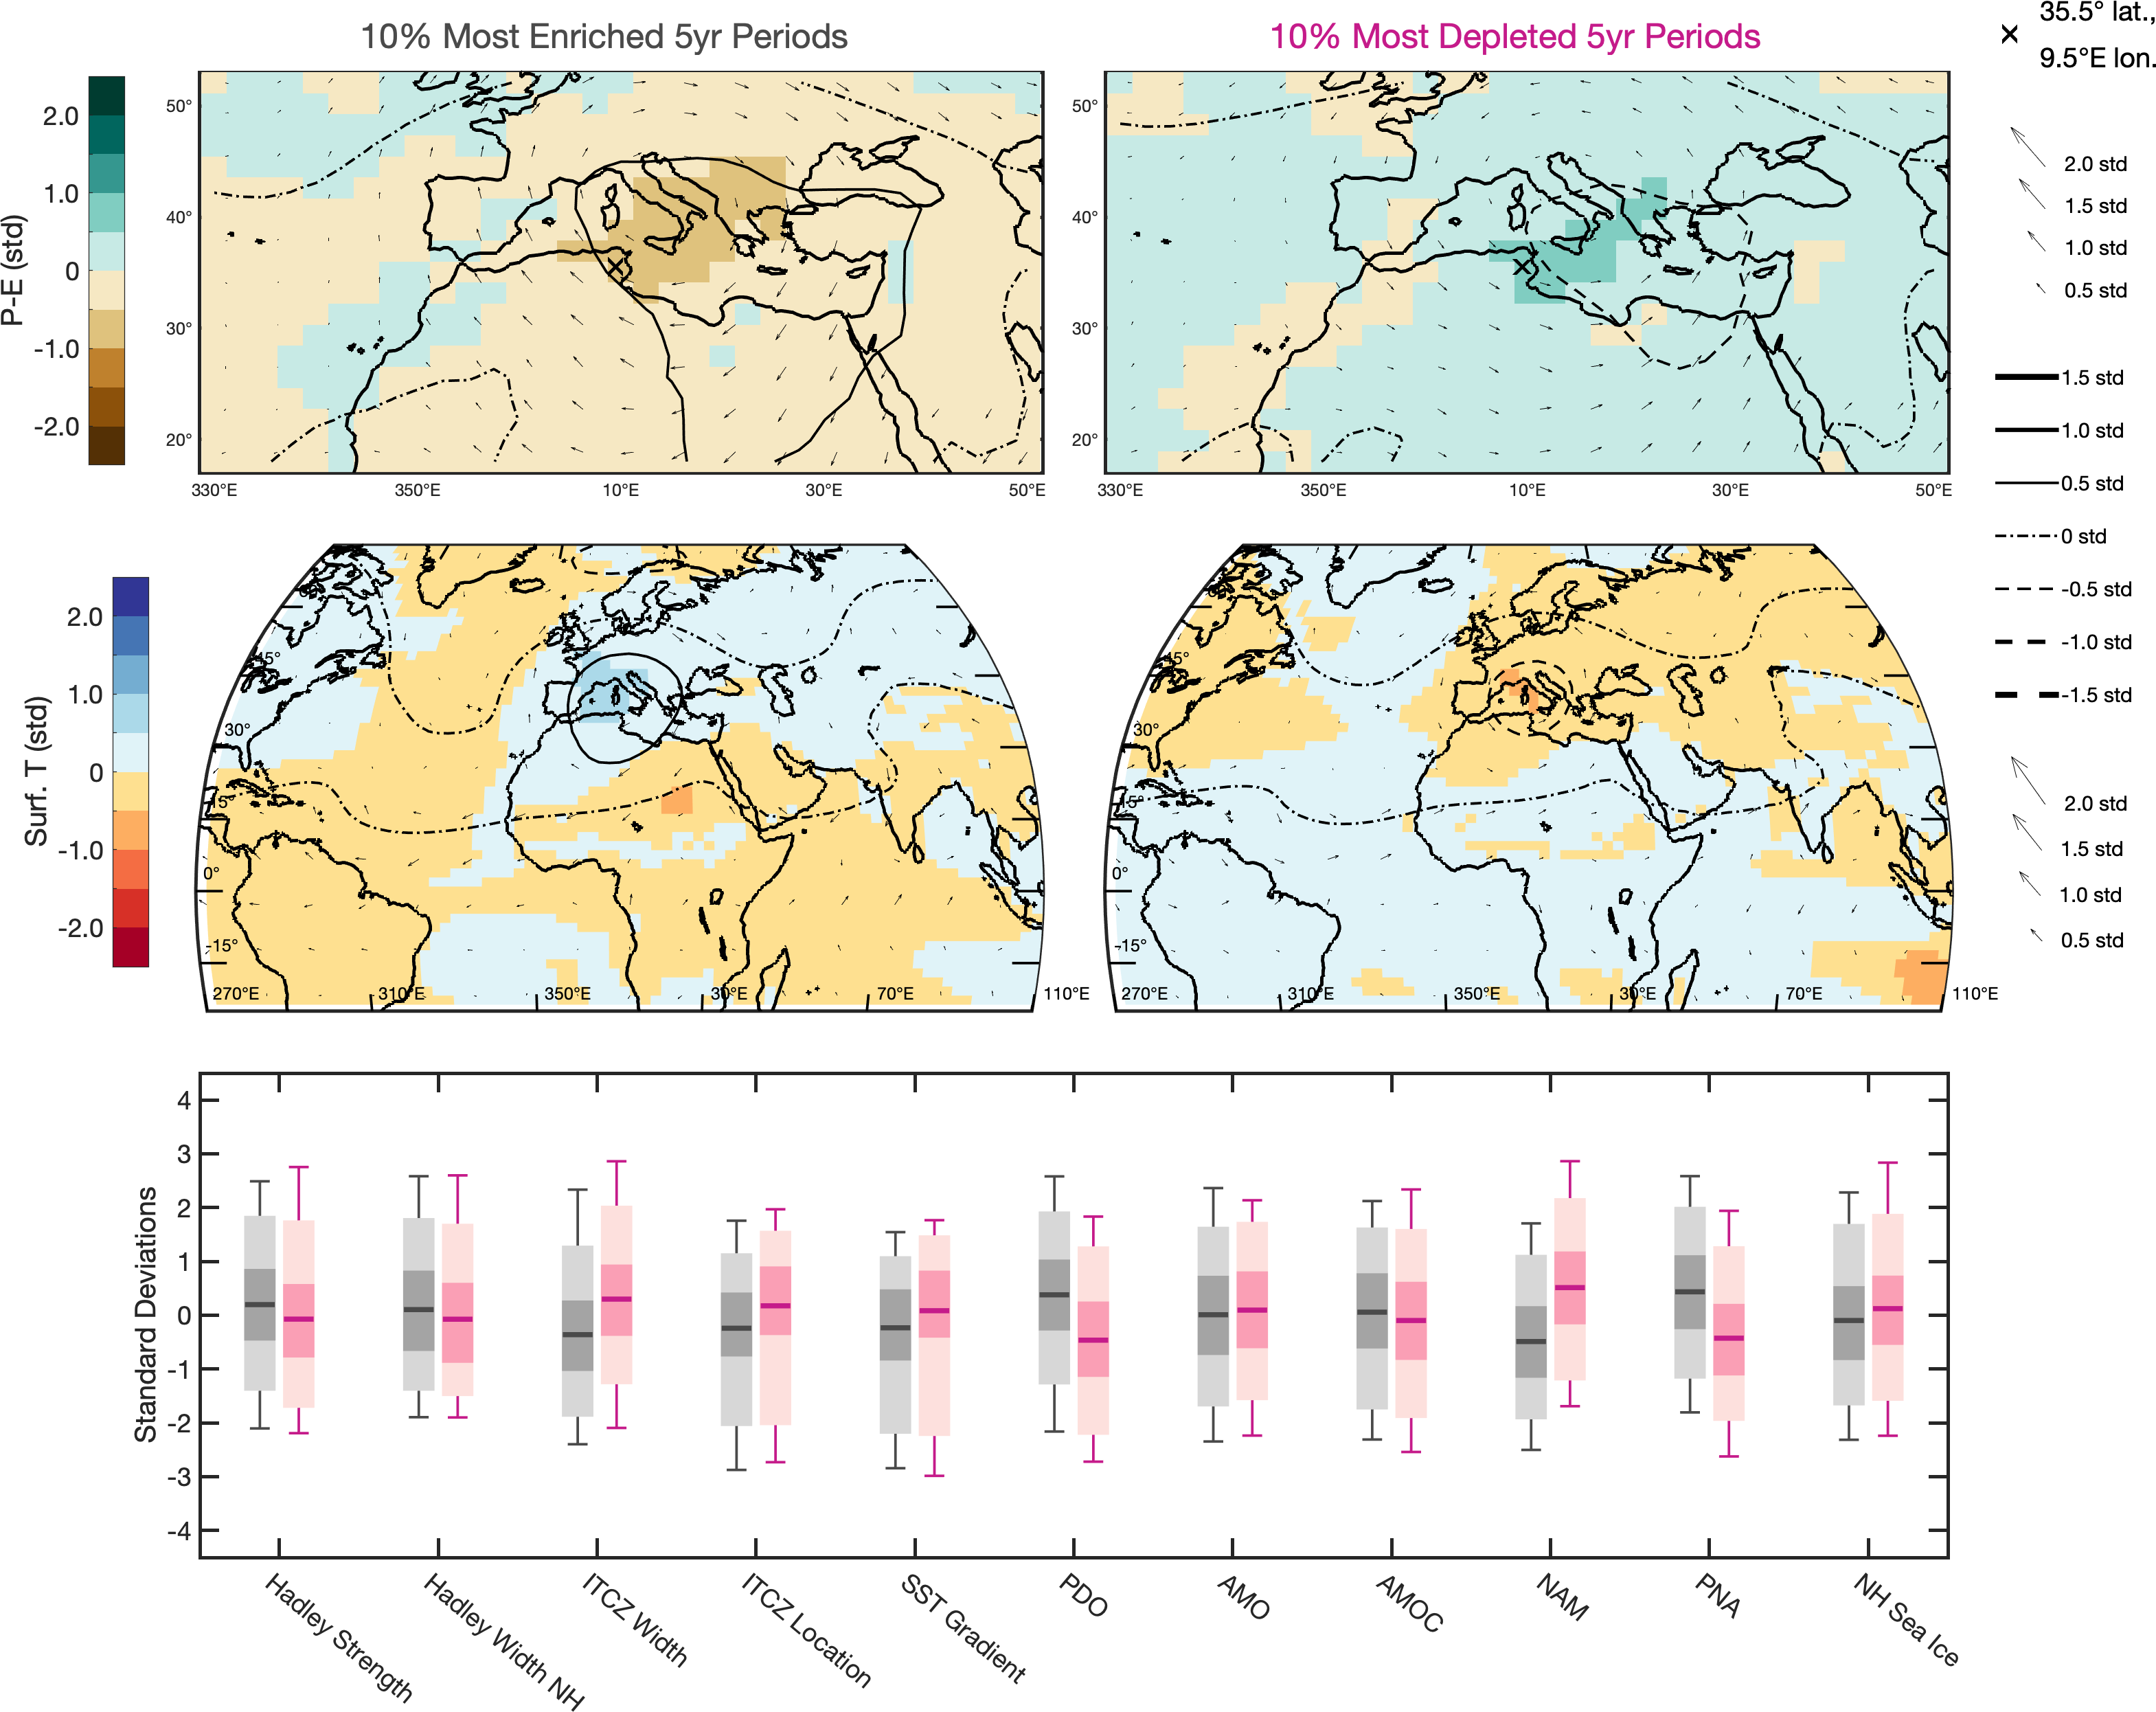 10% Most Enriched 5yr Periods
10% Most Depleted 5yr Periods
35.5° lat.,
9.5°E lon.
P-E (std)
2.0
1.0
0
-1.0
-2.0
50°
40°
30°
20°
330°E 350°E 10°E 30°E 50°E
50°
40°
30°
20°
330°E 350°E 10°E 30°E 50°E
2.0 std
1.5 std
1.0 std
0.5 std
1.5 std
1.0 std
0.5 std
0 std
-0.5 std
-1.0 std
-1.5 std
Surf. T (std)
2.0
1.0
0
-1.0
-2.0
45°
30°
15°
0°
-15°
270°E 310°E 350°E 30°E 70°E 110°E
45°
30°
15°
0°
-15°
270°E 310°E 350°E 30°E 70°E 110°E
2.0 std
1.5 std
1.0 std
0.5 std
Standard Deviations
4
3
2
1
0
-1
-2
-3
-4
Hadley Strength
Hadley Width NH
ITCZ Width
ITCZ Location
SST Gradient
PDO
AMO
AMOC
NAM
PNA
NH Sea Ice